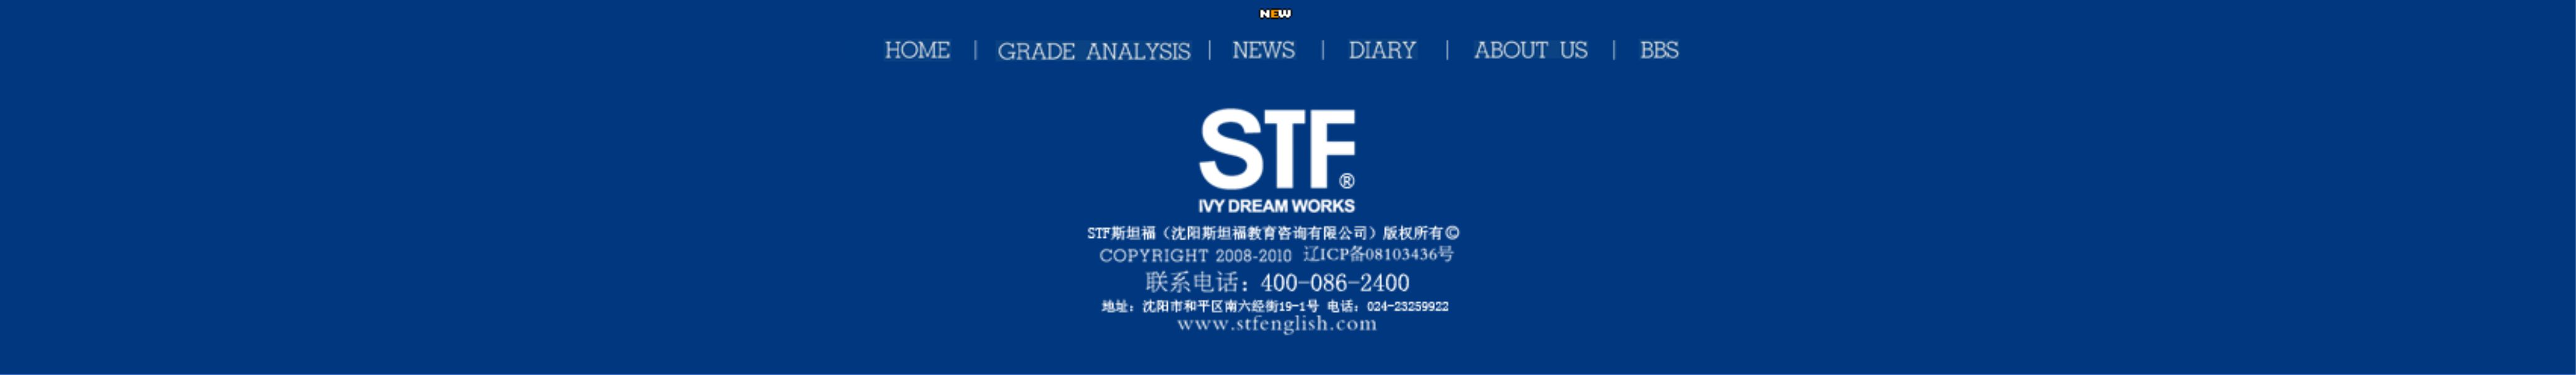 NEW
HOME | GRADE ANALYSIS | NEWS | DIARY | ABOUT US | BBS
STF®
IVY DREAM WORKS
STF斯坦福（沈阳斯坦福教育咨询有限公司）版权所有©
COPYRIGHT 2008-2010 辽ICP备08103436号
联系电话：400-086-2400
地址：沈阳市和平区南六经街19-1号 电话：024-23259922
www.stfenglish.com